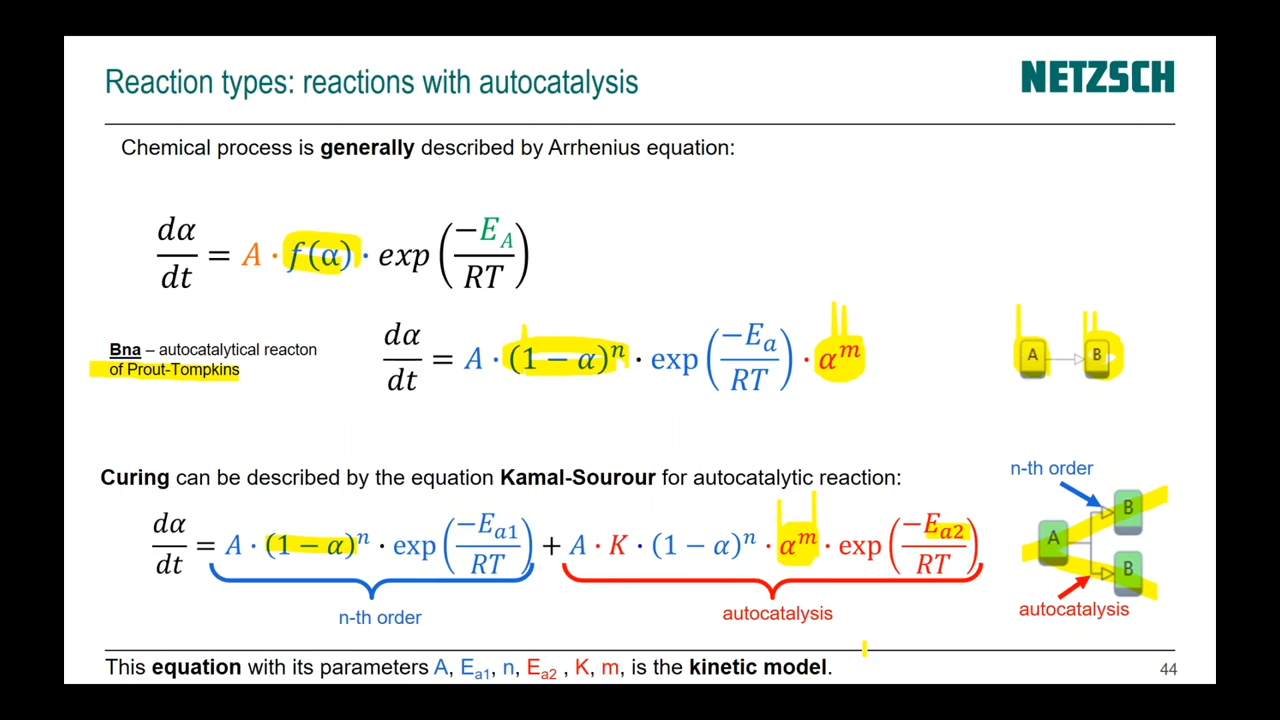 Reaction types: reactions with autocatalysis
NETZSCH
Chemical process is generally described by Arrhenius equation:
dα/dt = A · f(α) · exp(−E_A/RT)
Bna – autocatalytical reacton
of Prout-Tompkins
dα/dt = A · (1 − α)^n · exp(−E_a/RT) · α^m
A
B
Curing can be described by the equation Kamal-Sourour for autocatalytic reaction:
n-th order
dα/dt = A · (1 − α)^n · exp(−E_a1/RT) + A · K · (1 − α)^n · α^m · exp(−E_a2/RT)
B
A
B
n-th order
autocatalysis
autocatalysis
This equation with its parameters A, E_a1, n, E_a2 , K, m, is the kinetic model.
44